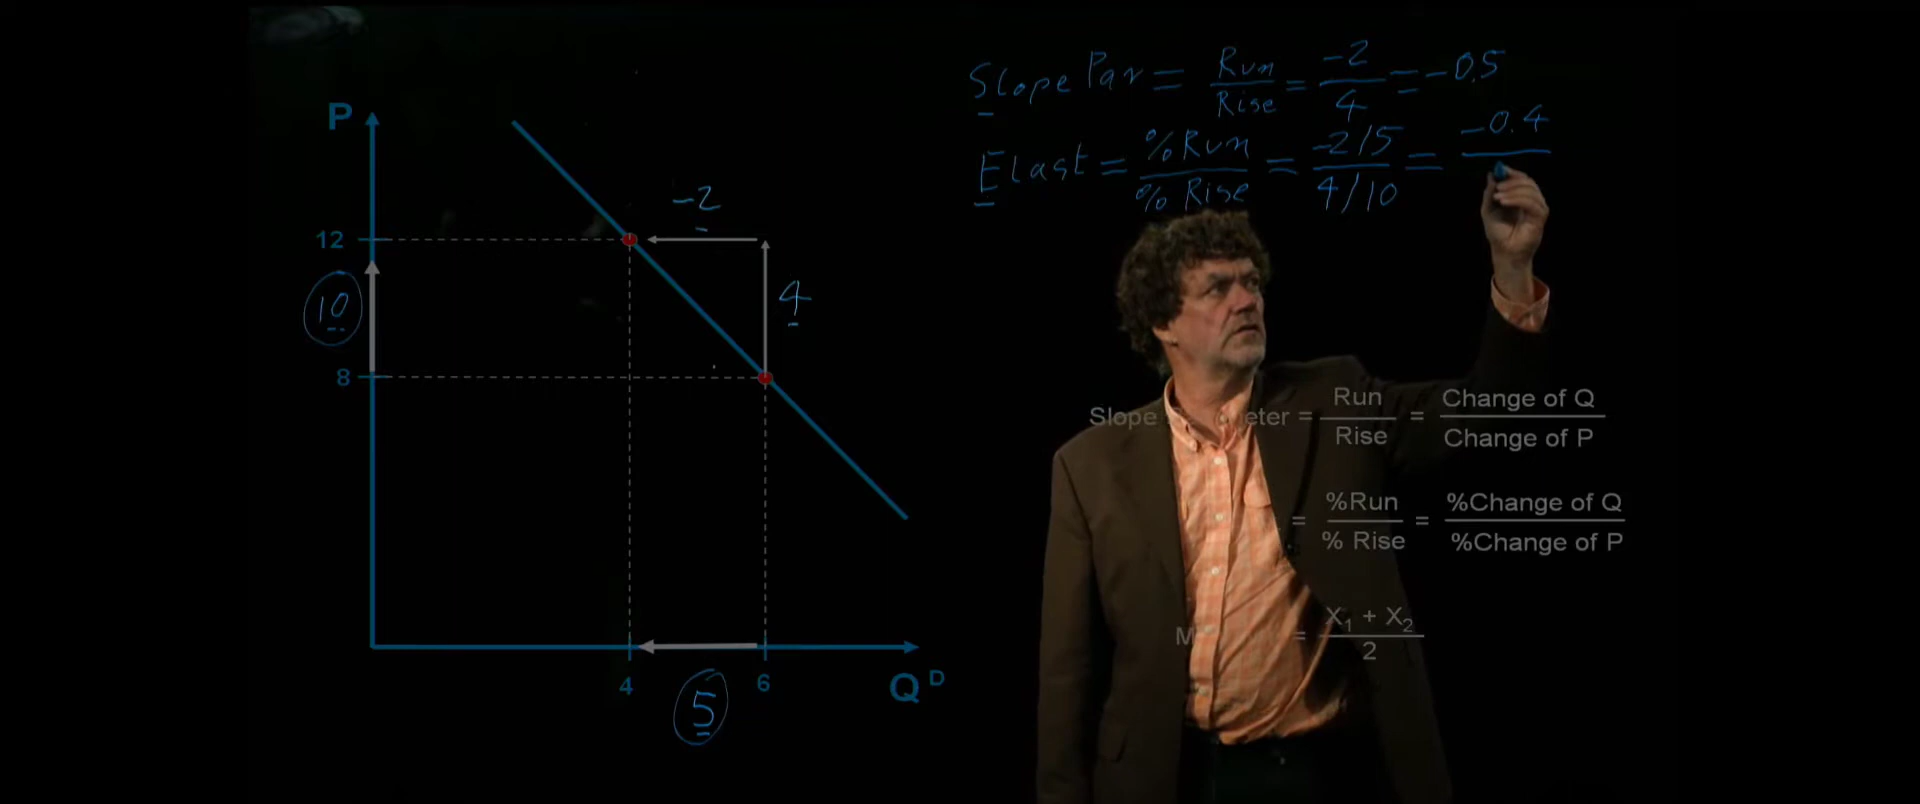 P
12
10
8
-2
4
4
6
5
Q D
Slope Par = Run/Rise = -2/4 = -0.5
Elast = %Run/% Rise = -2/5 / 4/10 = -0.4
Slope eter = Run/Rise = Change of Q/Change of P
= %Run/% Rise = %Change of Q/%Change of P
M = X1 + X2/2